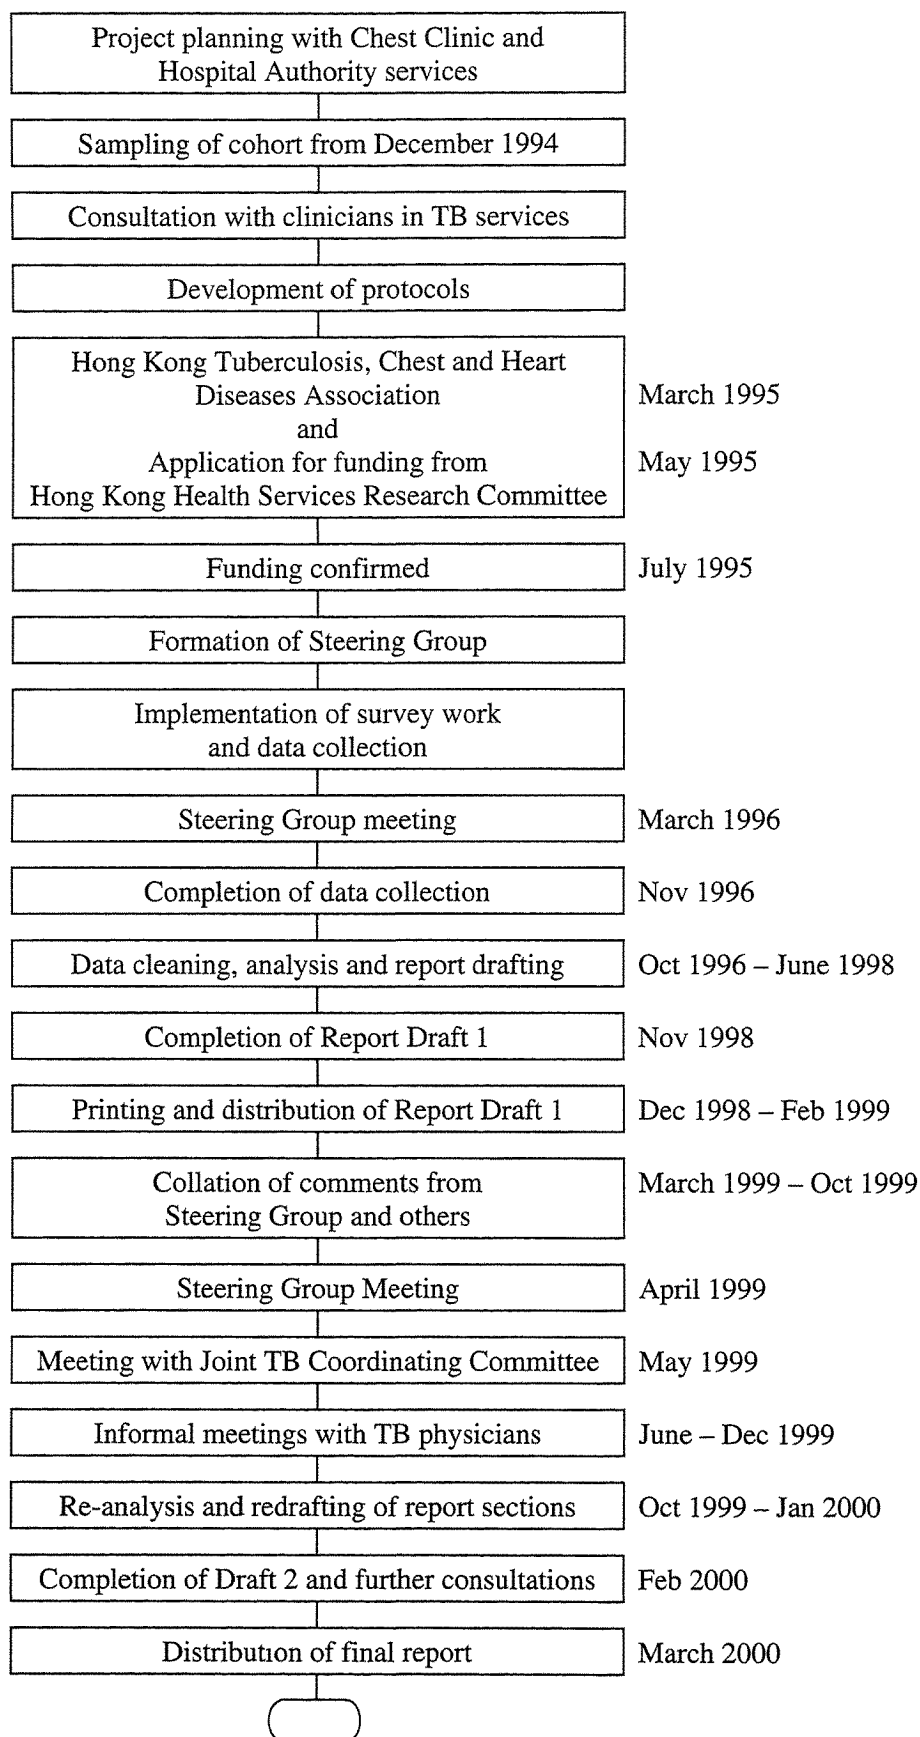 Project planning with Chest Clinic and
Hospital Authority services
Sampling of cohort from December 1994
Consultation with clinicians in TB services
Development of protocols
Hong Kong Tuberculosis, Chest and Heart
Diseases Association
March 1995
and
Application for funding from
May 1995
Hong Kong Health Services Research Committee
Funding confirmed
July 1995
Formation of Steering Group
Implementation of survey work
and data collection
Steering Group meeting
March 1996
Completion of data collection
Nov 1996
Data cleaning, analysis and report drafting
Oct 1996 – June 1998
Completion of Report Draft 1
Nov 1998
Printing and distribution of Report Draft 1
Dec 1998 – Feb 1999
Collation of comments from
March 1999 – Oct 1999
Steering Group and others
Steering Group Meeting
April 1999
Meeting with Joint TB Coordinating Committee
May 1999
Informal meetings with TB physicians
June – Dec 1999
Re-analysis and redrafting of report sections
Oct 1999 – Jan 2000
Completion of Draft 2 and further consultations
Feb 2000
Distribution of final report
March 2000